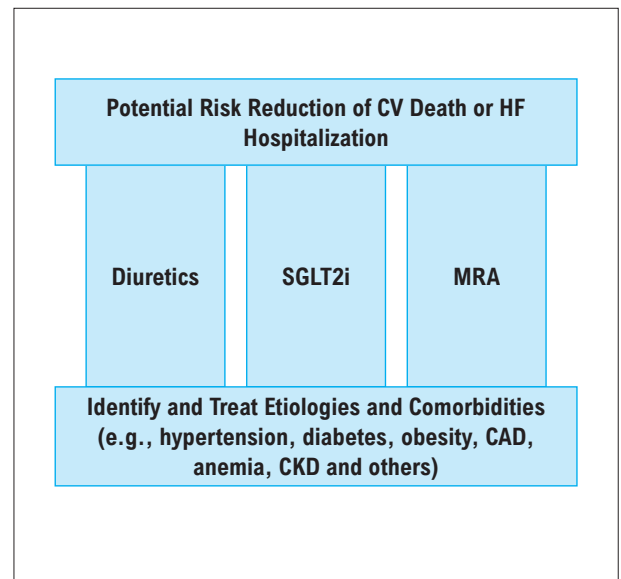 Potential Risk Reduction of CV Death or HF
Hospitalization
Diuretics
SGLT2i
MRA
Identify and Treat Etiologies and Comorbidities
(e.g., hypertension, diabetes, obesity, CAD,
anemia, CKD and others)